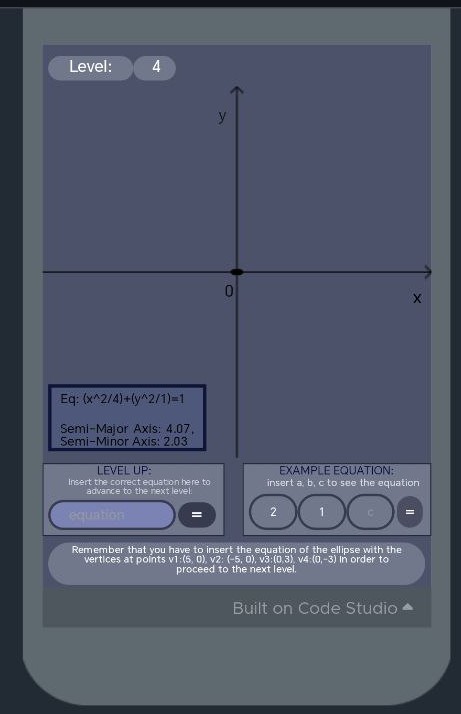 Level: 4
y
0
x
Eq: (x^2/4)+(y^2/1)=1
Semi-Major Axis: 4.07,
Semi-Minor Axis: 2.03
LEVEL UP:
Insert the correct equation here to
advance to the next level:
equation =
EXAMPLE EQUATION:
insert a, b, c to see the equation
2 1 c =
Remember that you have to insert the equation of the ellipse with the
vertices at points v1:(5, 0), v2: (-5, 0), v3:(0,3), v4:(0,-3) in order to
proceed to the next level.
Built on Code Studio